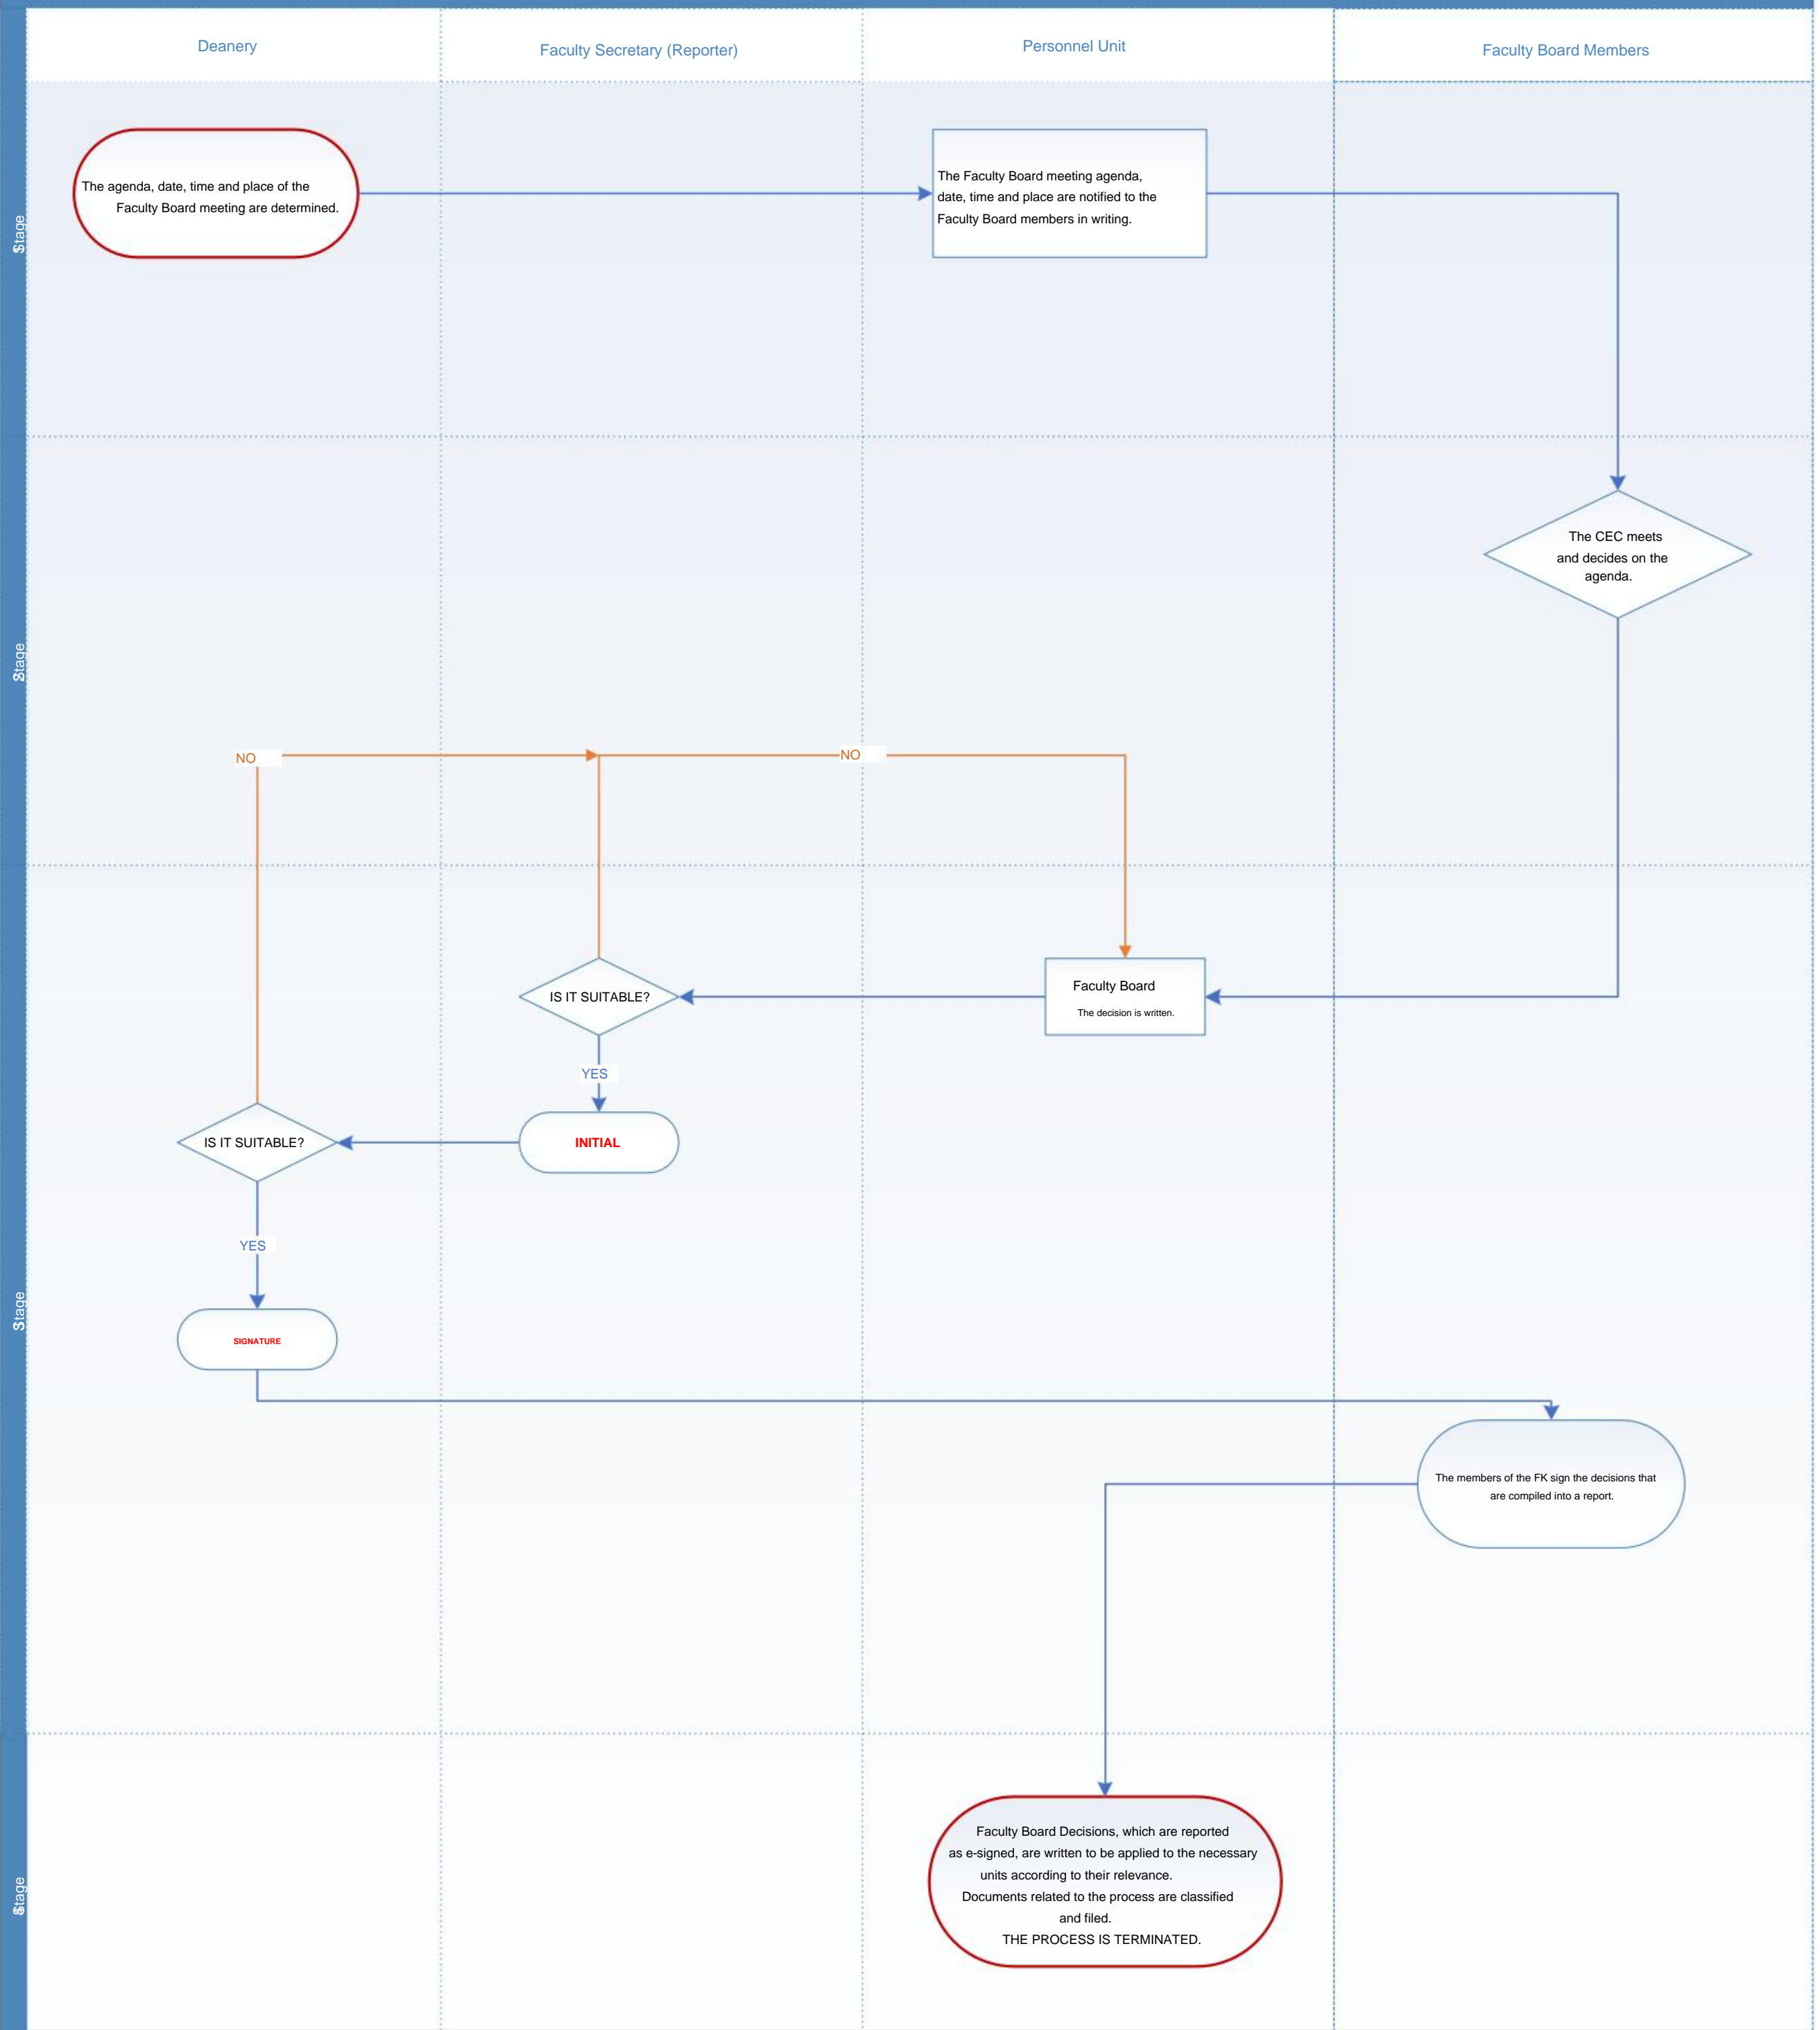 Deanery
Faculty Secretary (Reporter)
Personnel Unit
Faculty Board Members
Stage
The agenda, date, time and place of the
Faculty Board meeting are determined.
The Faculty Board meeting agenda,
date, time and place are notified to the
Faculty Board members in writing.
Stage
The CEC meets
and decides on the
agenda.
NO
NO
Stage
IS IT SUITABLE?
Faculty Board
The decision is written.
YES
IS IT SUITABLE?
INITIAL
YES
SIGNATURE
The members of the FK sign the decisions that
are compiled into a report.
Stage
Faculty Board Decisions, which are reported
as e-signed, are written to be applied to the necessary
units according to their relevance.
Documents related to the process are classified
and filed.
THE PROCESS IS TERMINATED.